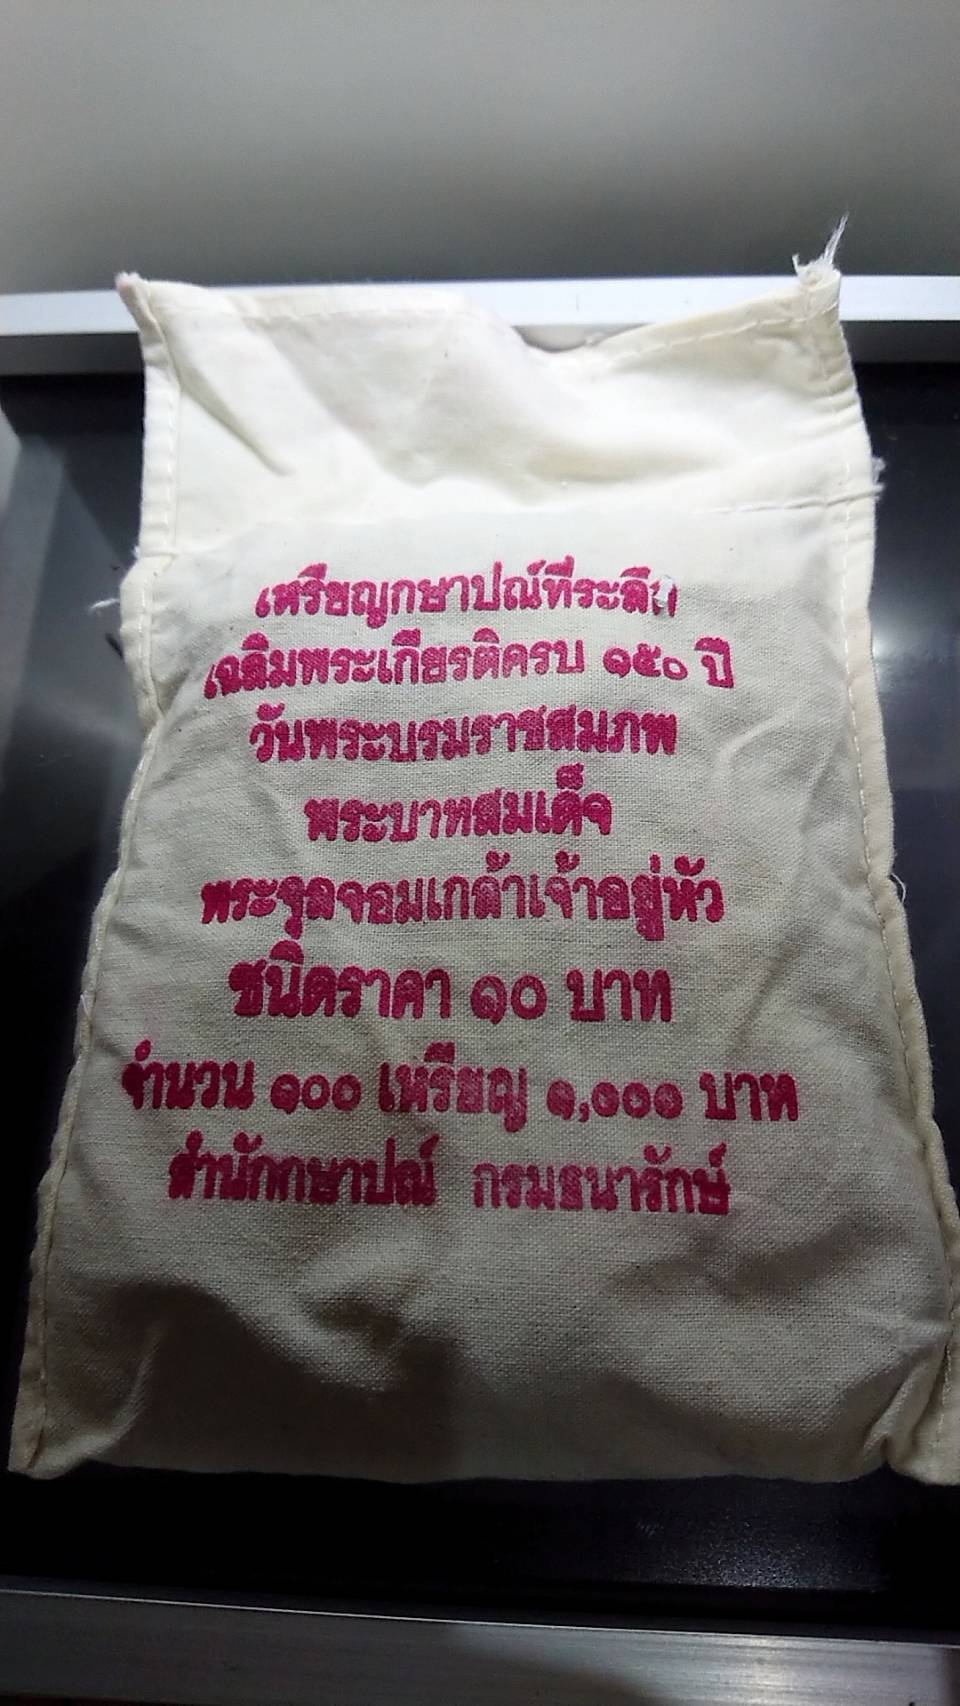 เหรียญกษาปณ์ที่ระลึก
เฉลิมพระเกียรติครบ ๑๕๐ ปี
วันพระบรมราชสมภพ
พระบาทสมเด็จ
พระจุลจอมเกล้าเจ้าอยู่หัว
ชนิดราคา ๑๐ บาท
จำนวน ๑๐๐ เหรียญ ๑,๐๐๐ บาท
สำนักกษาปณ์ กรมธนารักษ์